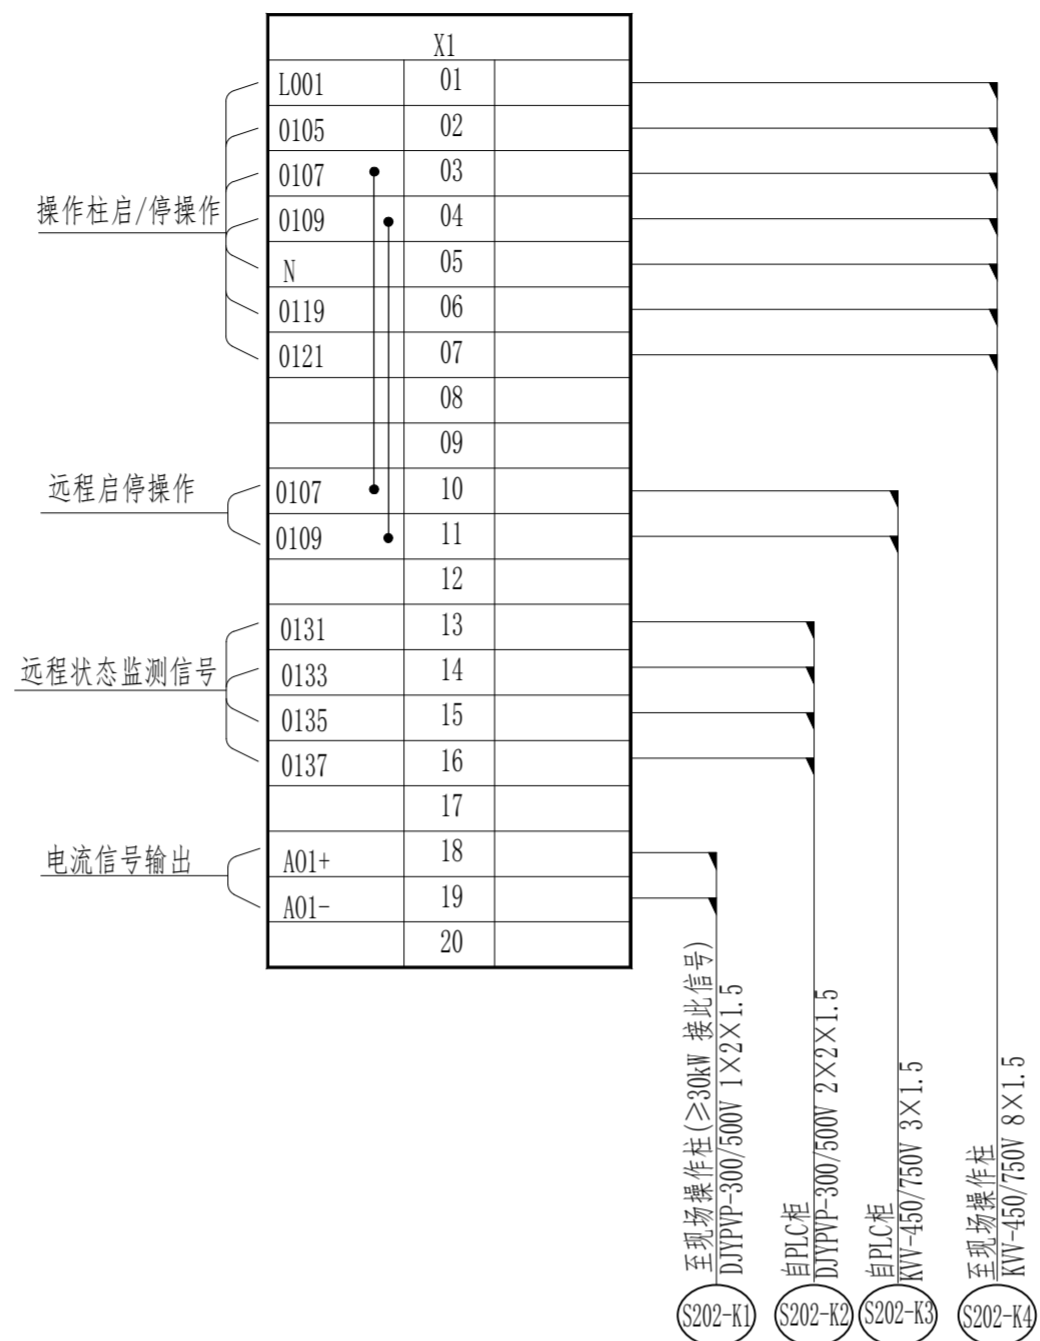 X1
L001 01
0105 02
0107 03
操作柱启/停操作
0109 04
N 05
0119 06
0121 07
08
09
远程启停操作
0107 10
0109 11
12
0131 13
远程状态监测信号
0133 14
0135 15
0137 16
17
电流信号输出
A01+ 18
A01- 19
20
至现场操作柱(≥30kW 接此信号)
DJYPVP-300/500V 1×2×1.5
自PLC柜
DJYPVP-300/500V 2×2×1.5
自PLC柜
KVV-450/750V 3×1.5
至现场操作柱
KVV-450/750V 8×1.5
S202-K1 S202-K2 S202-K3 S202-K4